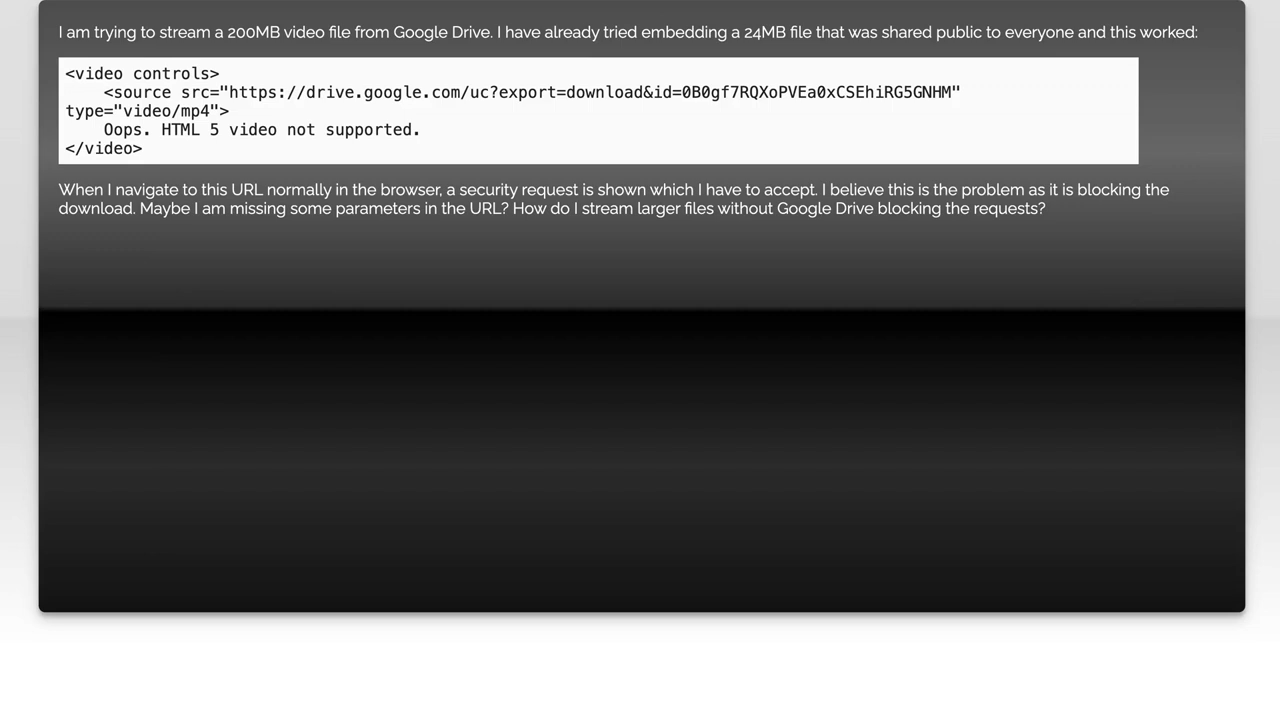 I am trying to stream a 200MB video file from Google Drive. I have already tried embedding a 24MB file that was shared public to everyone and this worked:
<video controls>
    <source src="https://drive.google.com/uc?export=download&id=0B0gf7RQXoPVEa0xCSEhiRG5GNHM"
type="video/mp4">
    Oops. HTML 5 video not supported.
</video>
When I navigate to this URL normally in the browser, a security request is shown which I have to accept. I believe this is the problem as it is blocking the
download. Maybe I am missing some parameters in the URL? How do I stream larger files without Google Drive blocking the requests?